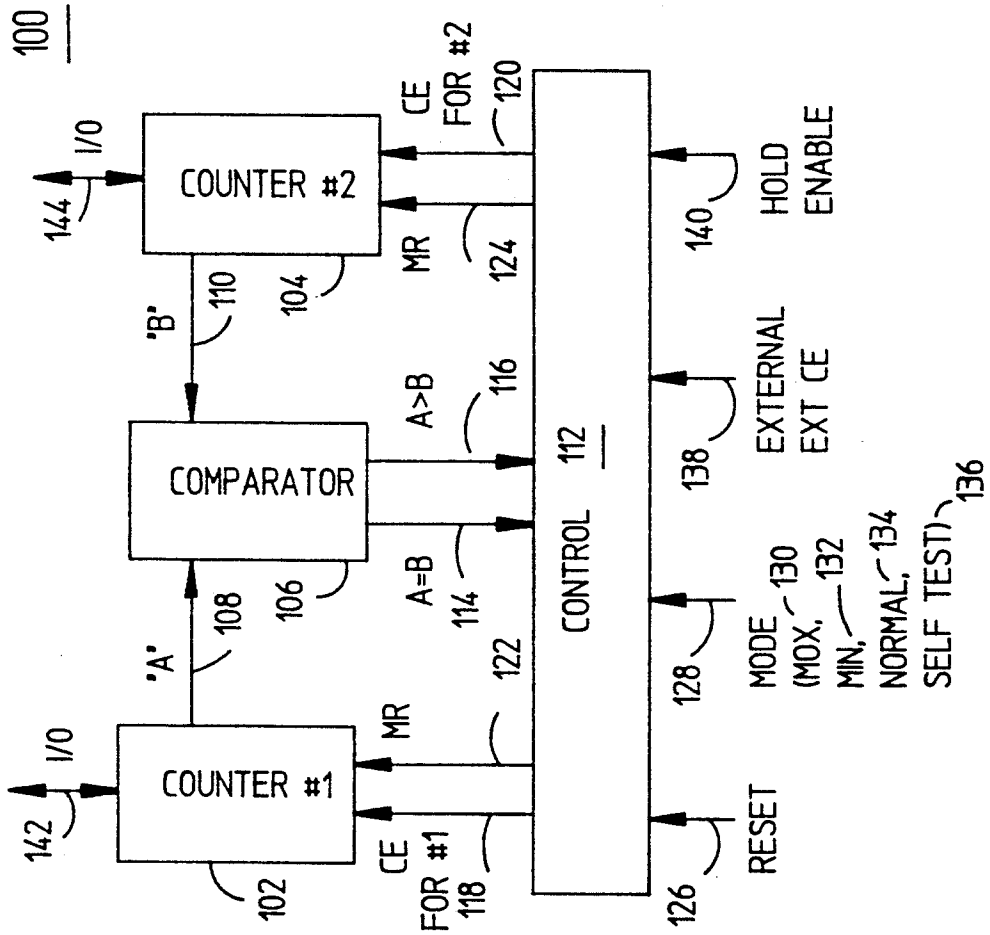 100
I/O
142
I/O
144
COUNTER #1
102
"A"
108
COMPARATOR
106
"B"
110
COUNTER #2
104
CE
FOR #1
118
MR
122
A=B
114
A>B
116
MR
124
CE
FOR #2
120
CONTROL 112
126
RESET
128
MODE
(MOX, 130
MIN, 132
NORMAL, 134
SELF TEST) 136
138
EXTERNAL
EXT CE
140
HOLD
ENABLE